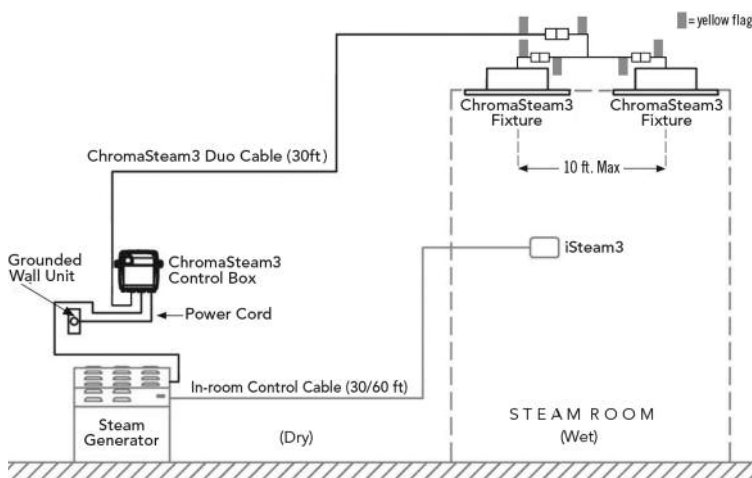 = yellow flag
ChromaSteam3
Fixture
ChromaSteam3
Fixture
ChromaSteam3 Duo Cable (30ft)
10 ft. Max
iSteam3
Grounded
Wall Unit
ChromaSteam3
Control Box
Power Cord
In-room Control Cable (30/60 ft)
Steam
Generator
(Dry)
STEAM ROOM
(Wet)